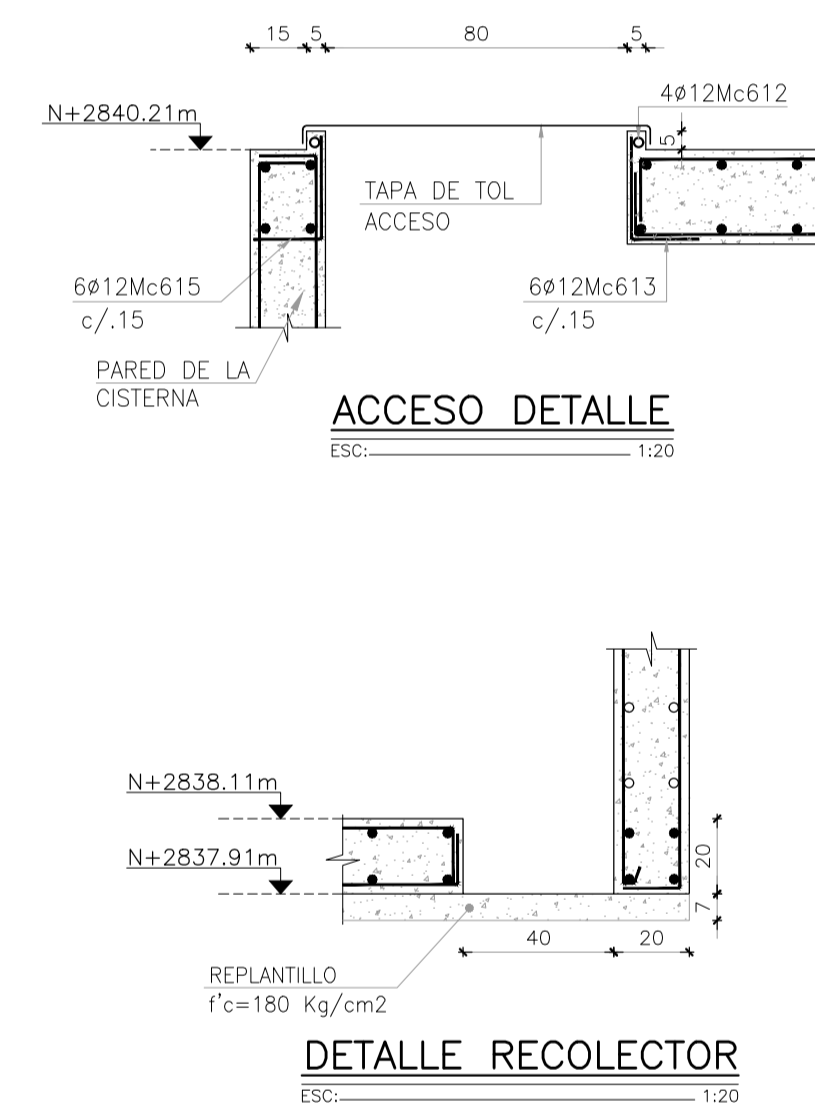 15 5 80 5
4ø12Mc612
N+2840.21m
5
TAPA DE TOL
ACCESO
6ø12Mc615
c/.15
6ø12Mc613
c/.15
PARED DE LA
CISTERNA
ACCESO DETALLE
ESC: 1:20
N+2838.11m
N+2837.91m
20
7
40 20
REPLANTILLO
f'c=180 Kg/cm2
DETALLE RECOLECTOR
ESC: 1:20